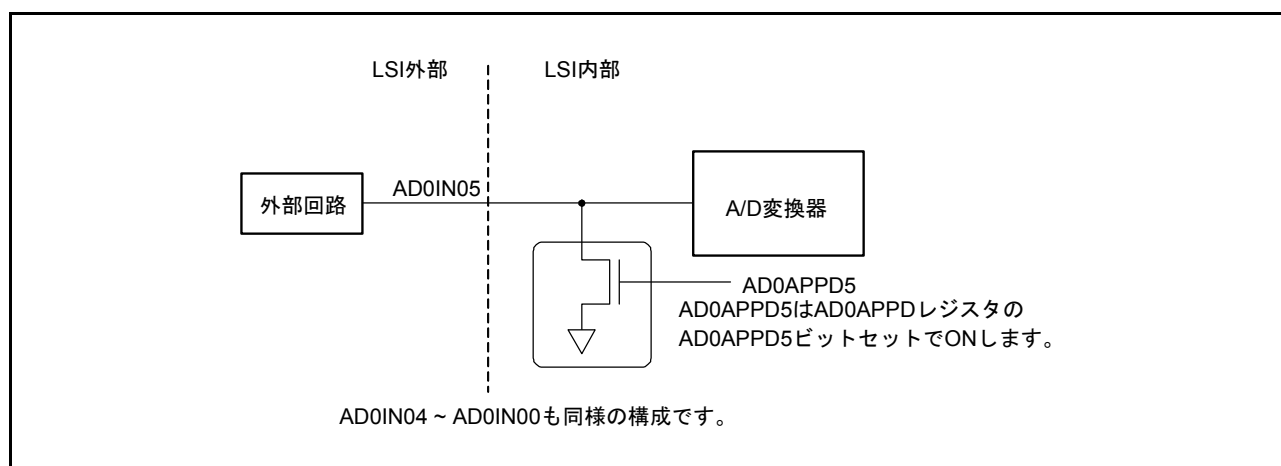 LSI外部
LSI内部
AD0IN05
外部回路
A/D変換器
AD0APPD5
AD0APPD5はAD0APPDレジスタの
AD0APPD5ビットセットでONします。
AD0IN04 ~ AD0IN00も同様の構成です。